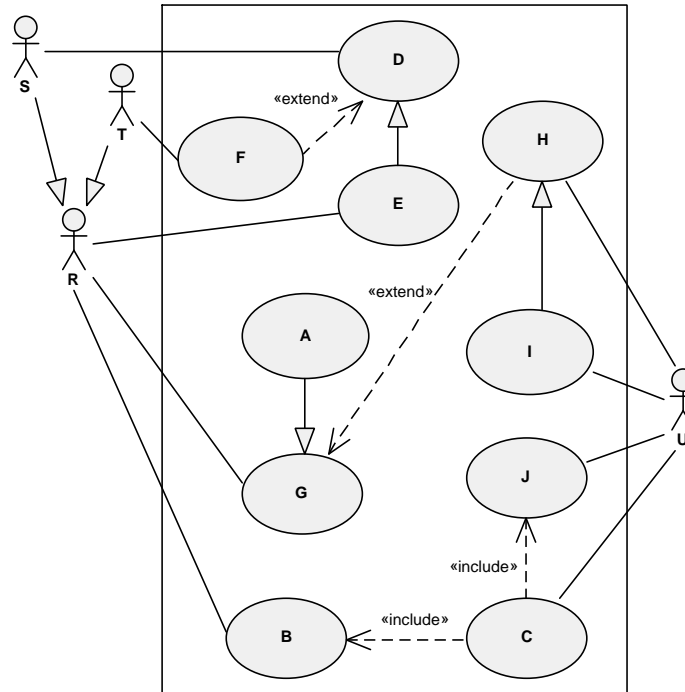 D
S
«extend»
T
H
F
E
R
«extend»
A
I
U
J
G
«include»
«include»
B
C